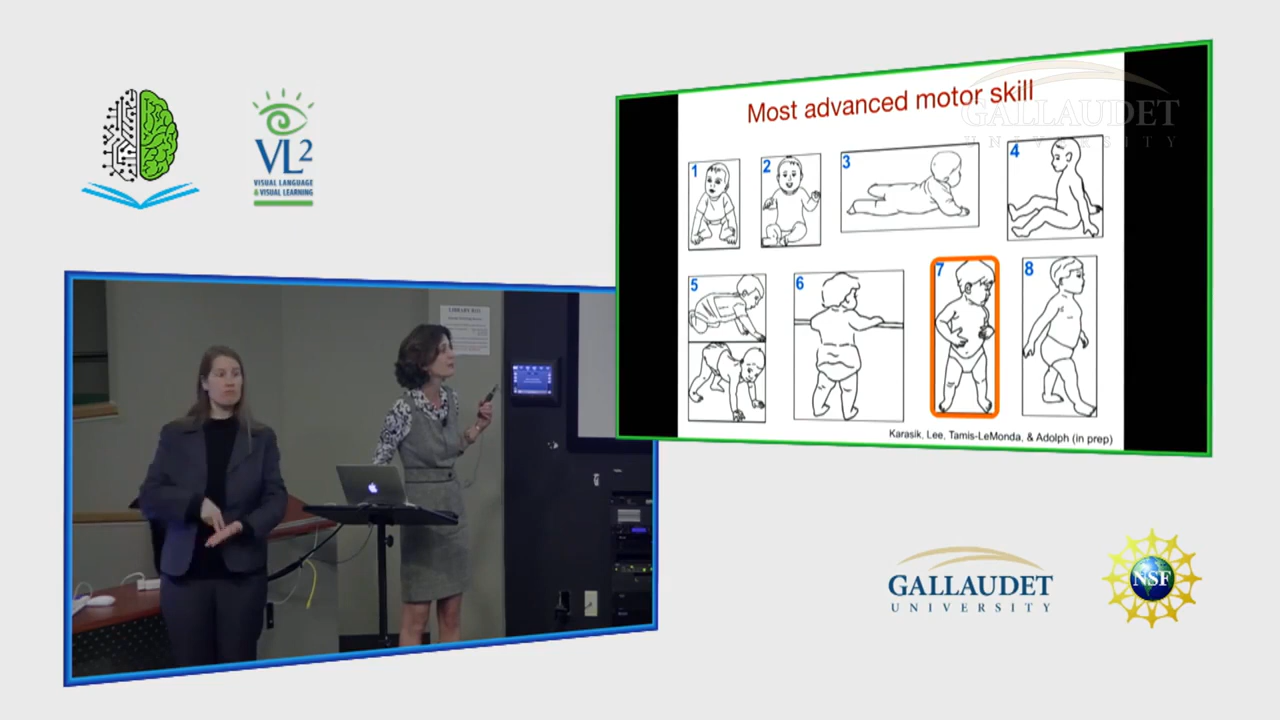 VL2
VISUAL LANGUAGE
& VISUAL LEARNING
Most advanced motor skill
GALLAUDET
UNIVERSITY
1
2
3
4
5
6
7
8
Karasik, Lee, Tamis-LeMonda, & Adolph (in prep)
GALLAUDET
UNIVERSITY
NSF